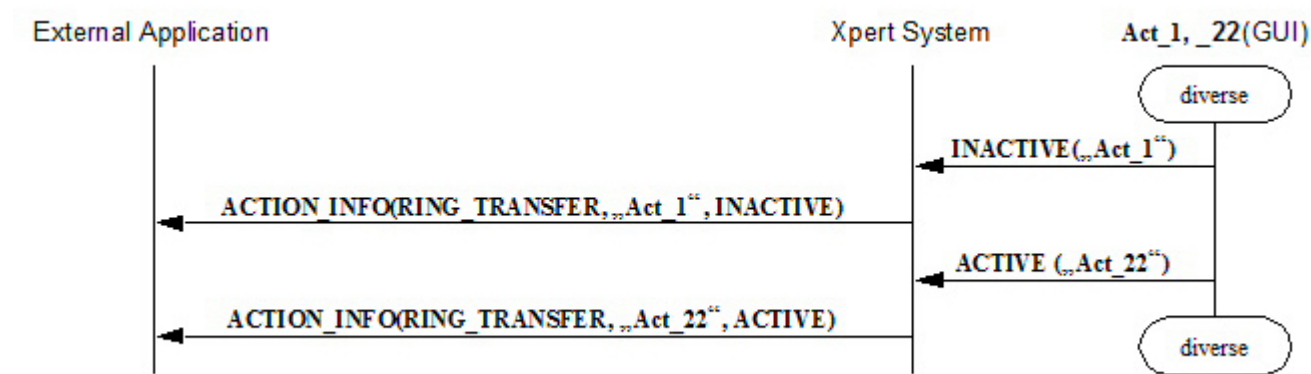 External Application Xpert System Act_1, _22(GUI)
diverse
INACTIVE(„Act_1“)
ACTION_INFO(RING_TRANSFER, „Act_1“, INACTIVE)
ACTIVE („Act_22“)
ACTION_INFO(RING_TRANSFER, „Act_22“, ACTIVE)
diverse